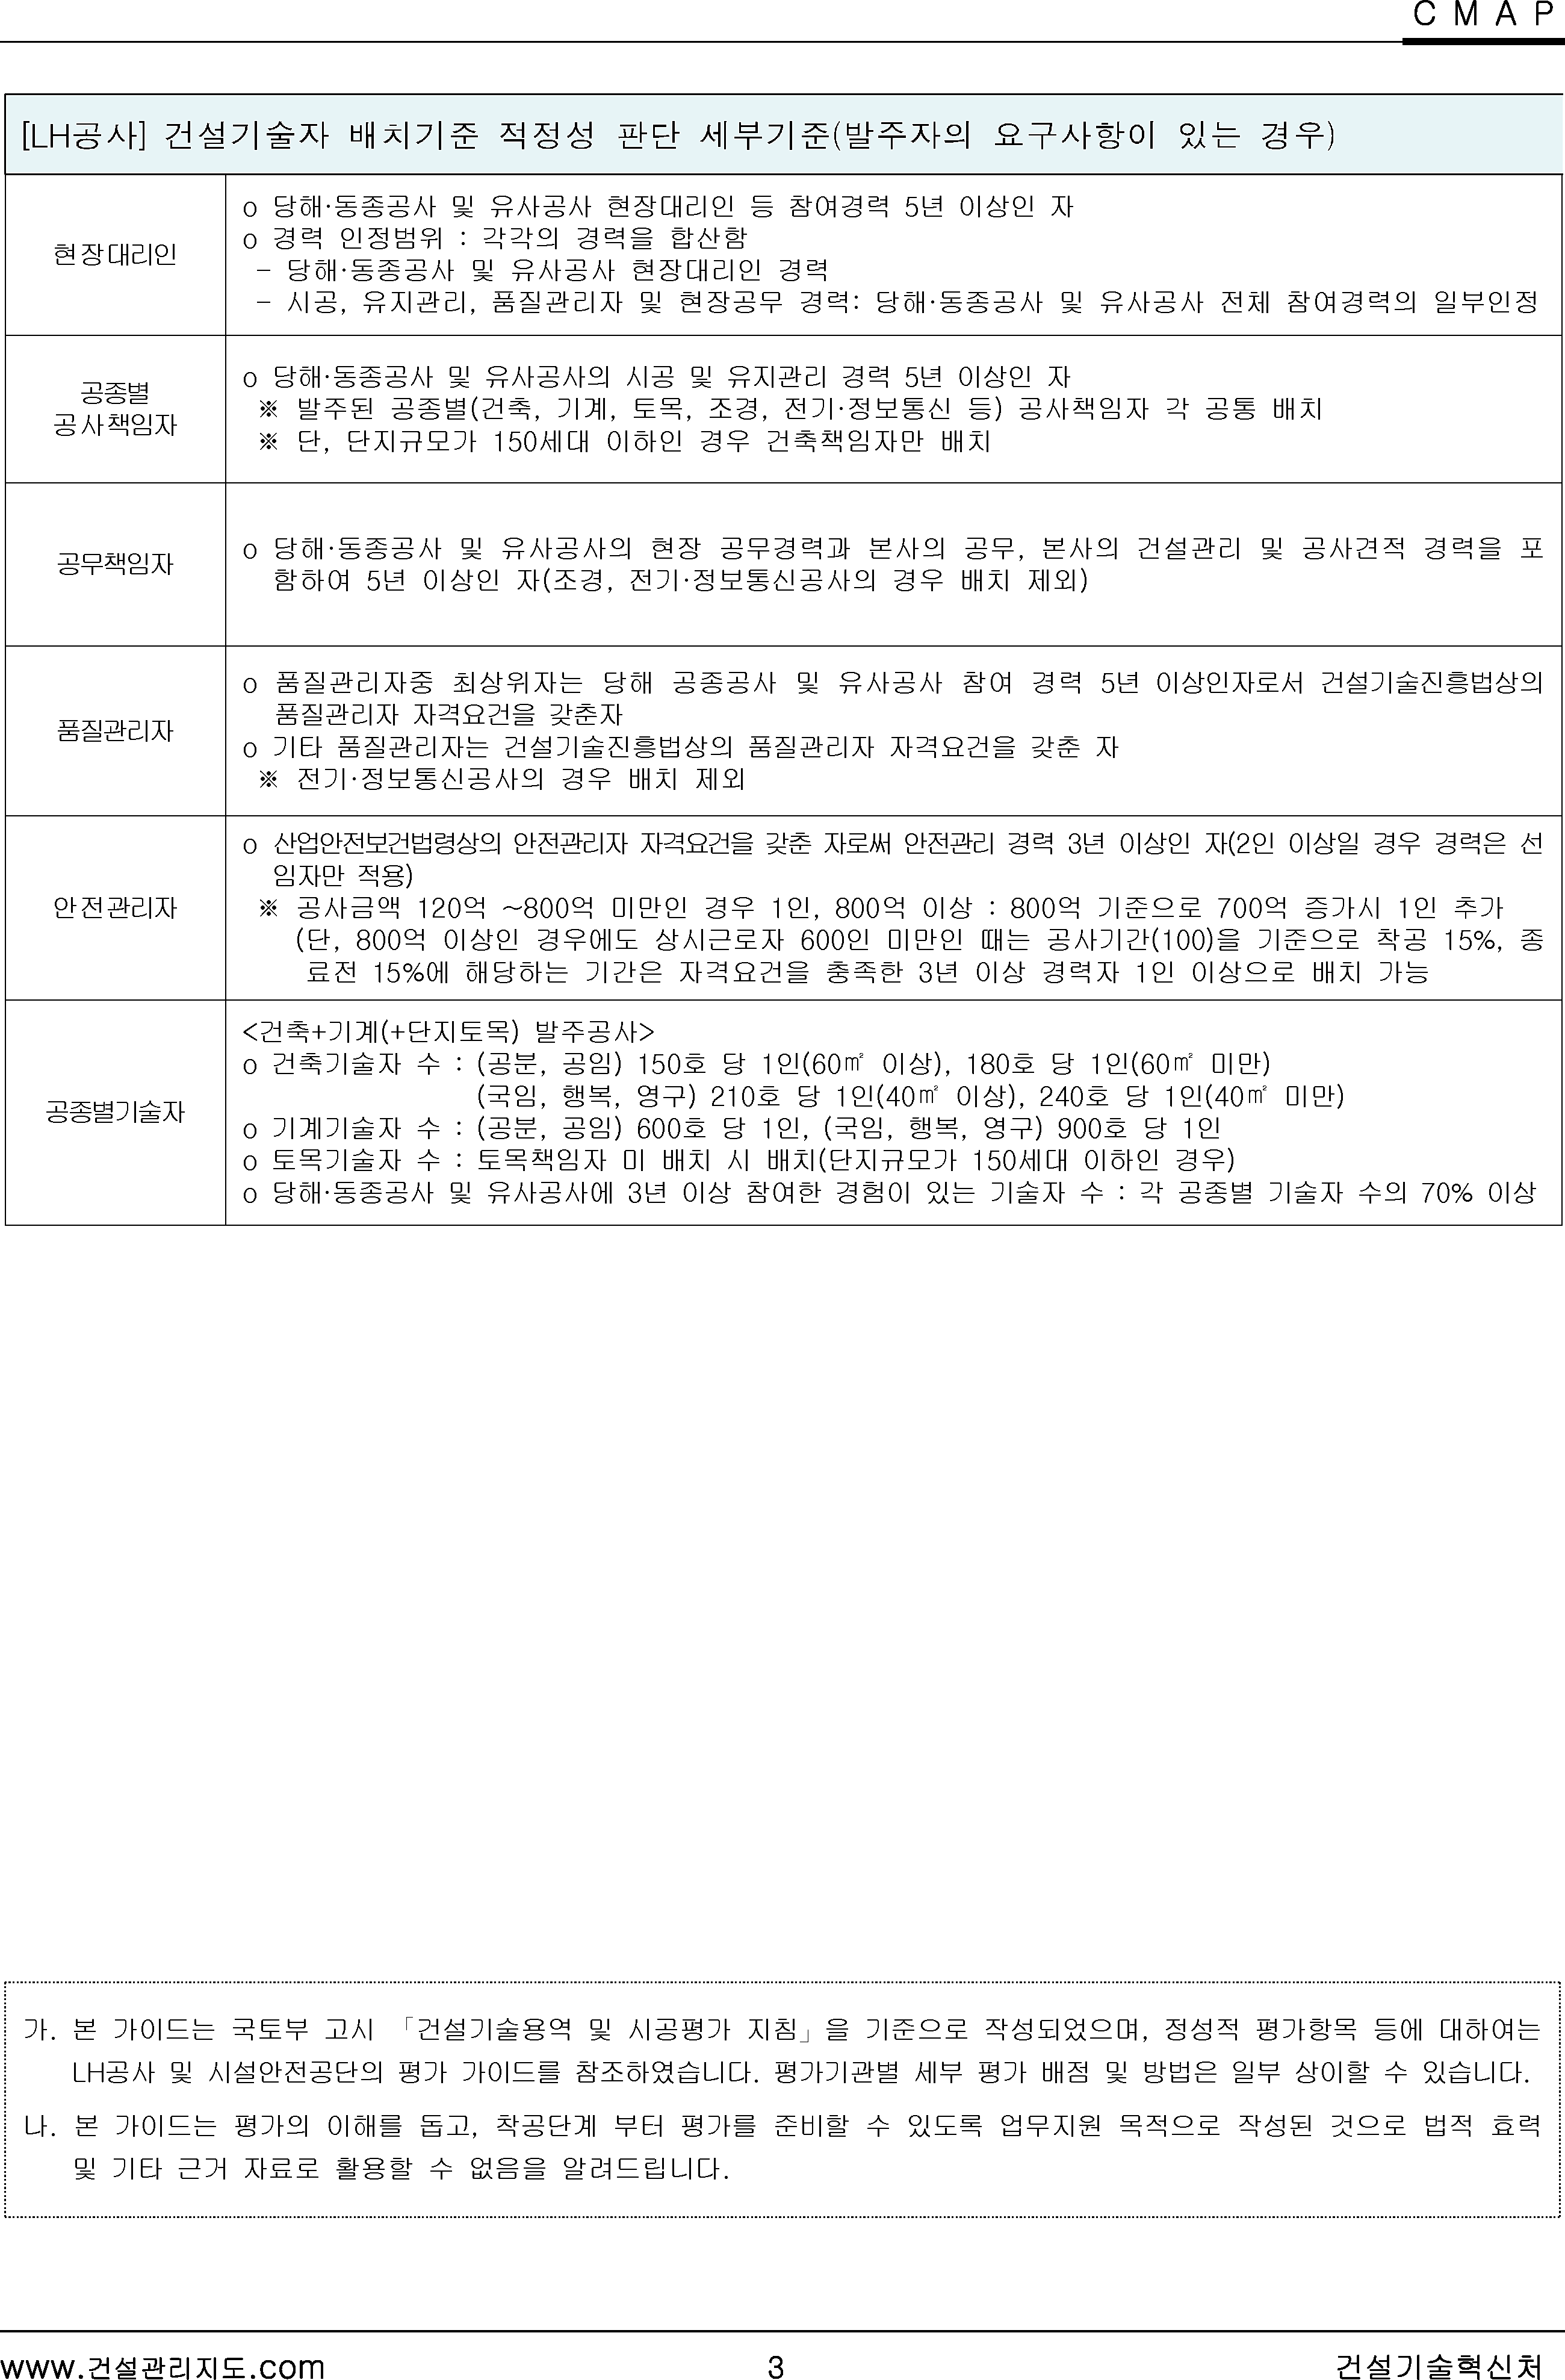 C M A P
[LH공사] 건설기술자 배치기준 적정성 판단 세부기준(발주자의 요구사항이 있는 경우)
현장대리인
o 당해·동종공사 및 유사공사 현장대리인 등 참여경력 5년 이상인 자
o 경력 인정범위 : 각각의 경력을 합산함
- 당해·동종공사 및 유사공사 현장대리인 경력
- 시공, 유지관리, 품질관리자 및 현장공무 경력: 당해·동종공사 및 유사공사 전체 참여경력의 일부인정
공종별
공사책임자
o 당해·동종공사 및 유사공사의 시공 및 유지관리 경력 5년 이상인 자
※ 발주된 공종별(건축, 기계, 토목, 조경, 전기·정보통신 등) 공사책임자 각 공통 배치
※ 단, 단지규모가 150세대 이하인 경우 건축책임자만 배치
공무책임자
o 당해·동종공사 및 유사공사의 현장 공무경력과 본사의 공무, 본사의 건설관리 및 공사견적 경력을 포
함하여 5년 이상인 자(조경, 전기·정보통신공사의 경우 배치 제외)
품질관리자
o 품질관리자중 최상위자는 당해 공종공사 및 유사공사 참여 경력 5년 이상인자로서 건설기술진흥법상의
품질관리자 자격요건을 갖춘자
o 기타 품질관리자는 건설기술진흥법상의 품질관리자 자격요건을 갖춘 자
※ 전기·정보통신공사의 경우 배치 제외
안전관리자
o 산업안전보건법령상의 안전관리자 자격요건을 갖춘 자로써 안전관리 경력 3년 이상인 자(2인 이상일 경우 경력은 선
임자만 적용)
※ 공사금액 120억 ~800억 미만인 경우 1인, 800억 이상 : 800억 기준으로 700억 증가시 1인 추가
(단, 800억 이상인 경우에도 상시근로자 600인 미만인 때는 공사기간(100)을 기준으로 착공 15%, 종
료전 15%에 해당하는 기간은 자격요건을 충족한 3년 이상 경력자 1인 이상으로 배치 가능
공종별기술자
<건축+기계(+단지토목) 발주공사>
o 건축기술자 수 : (공분, 공임) 150호 당 1인(60㎡ 이상), 180호 당 1인(60㎡ 미만)
(국임, 행복, 영구) 210호 당 1인(40㎡ 이상), 240호 당 1인(40㎡ 미만)
o 기계기술자 수 : (공분, 공임) 600호 당 1인, (국임, 행복, 영구) 900호 당 1인
o 토목기술자 수 : 토목책임자 미 배치 시 배치(단지규모가 150세대 이하인 경우)
o 당해·동종공사 및 유사공사에 3년 이상 참여한 경험이 있는 기술자 수 : 각 공종별 기술자 수의 70% 이상
가. 본 가이드는 국토부 고시 「건설기술용역 및 시공평가 지침」을 기준으로 작성되었으며, 정성적 평가항목 등에 대하여는
LH공사 및 시설안전공단의 평가 가이드를 참조하였습니다. 평가기관별 세부 평가 배점 및 방법은 일부 상이할 수 있습니다.
나. 본 가이드는 평가의 이해를 돕고, 착공단계 부터 평가를 준비할 수 있도록 업무지원 목적으로 작성된 것으로 법적 효력
및 기타 근거 자료로 활용할 수 없음을 알려드립니다.
www.건설관리지도.com
3
건설기술혁신처